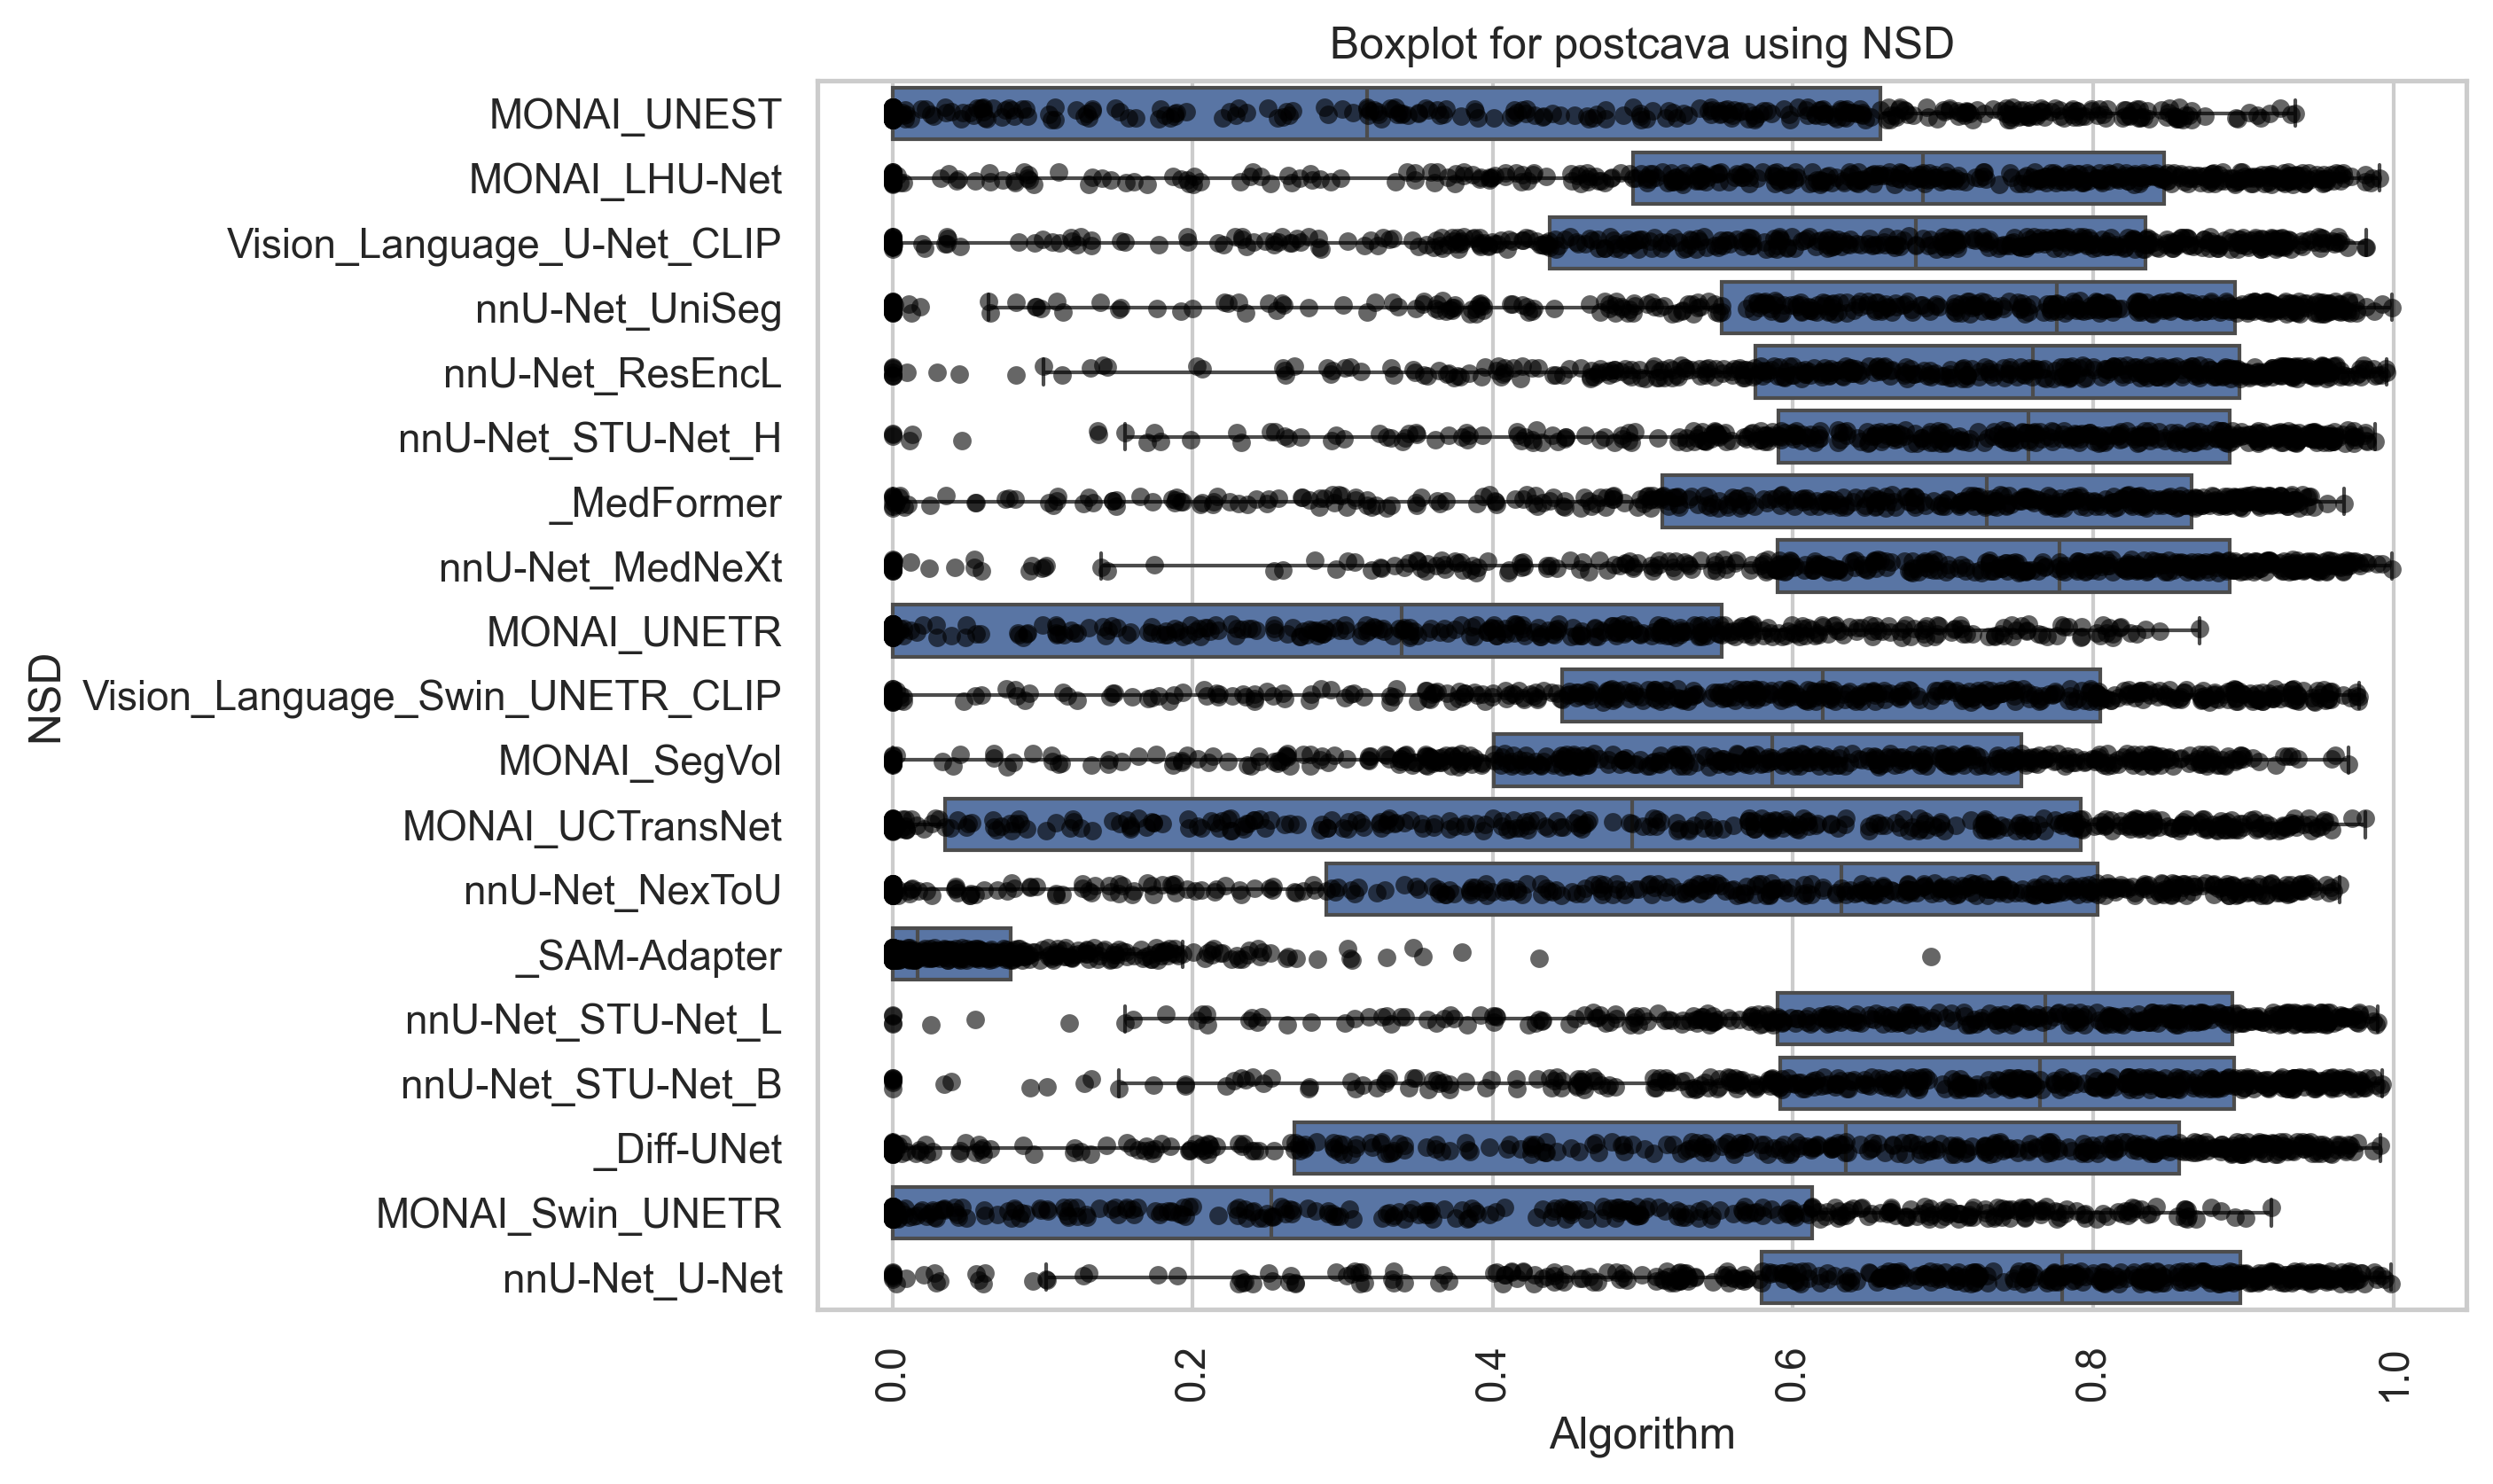 Boxplot for postcava using NSD
MONAI_UNEST
MONAI_LHU-Net
Vision_Language_U-Net_CLIP
nnU-Net_UniSeg
nnU-Net_ResEncL
nnU-Net_STU-Net_H
_MedFormer
nnU-Net_MedNeXt
MONAI_UNETR
Vision_Language_Swin_UNETR_CLIP
MONAI_SegVol
MONAI_UCTransNet
nnU-Net_NexToU
_SAM-Adapter
nnU-Net_STU-Net_L
nnU-Net_STU-Net_B
_Diff-UNet
MONAI_Swin_UNETR
nnU-Net_U-Net
NSD
0.0 0.2 0.4 0.6 0.8 1.0
Algorithm